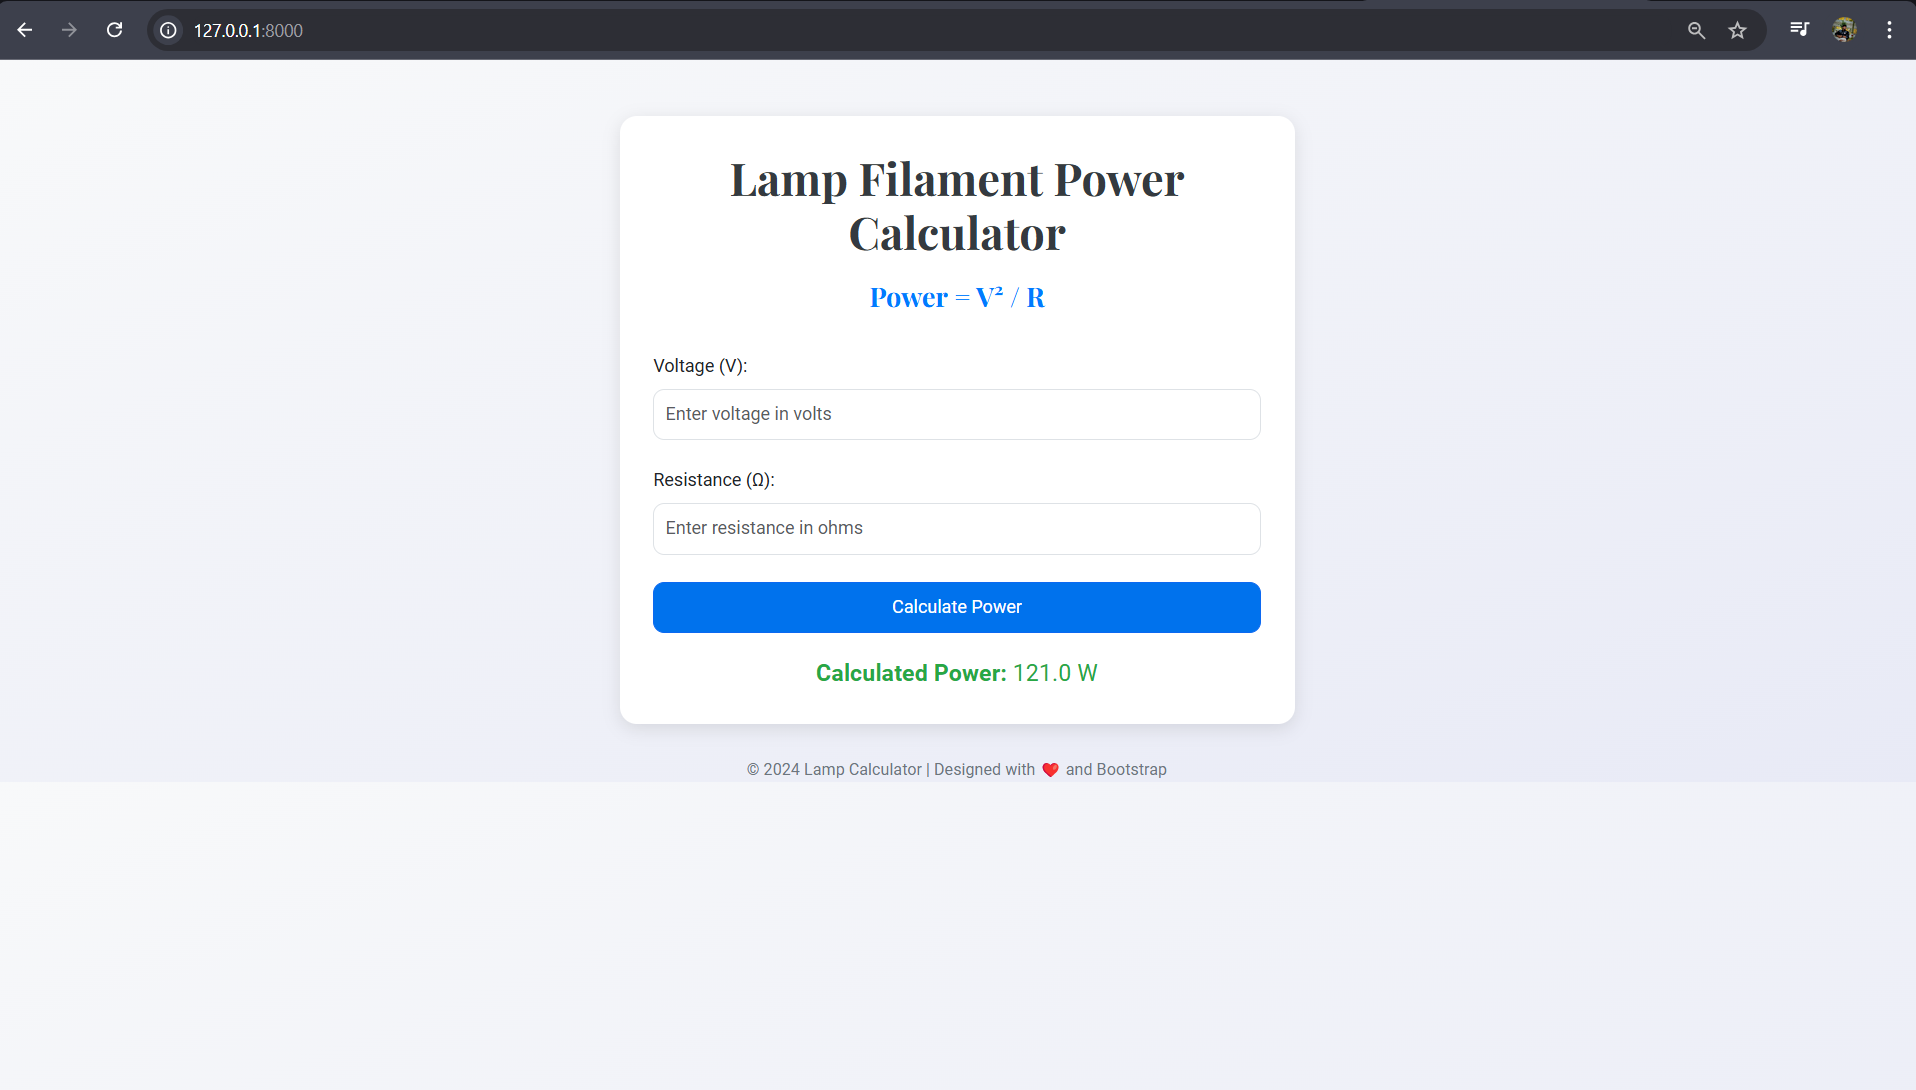 127.0.0.1:8000
Lamp Filament Power
Calculator
Power = V² / R
Voltage (V):
Enter voltage in volts
Resistance (Ω):
Enter resistance in ohms
Calculate Power
Calculated Power: 121.0 W
© 2024 Lamp Calculator | Designed with ❤️ and Bootstrap